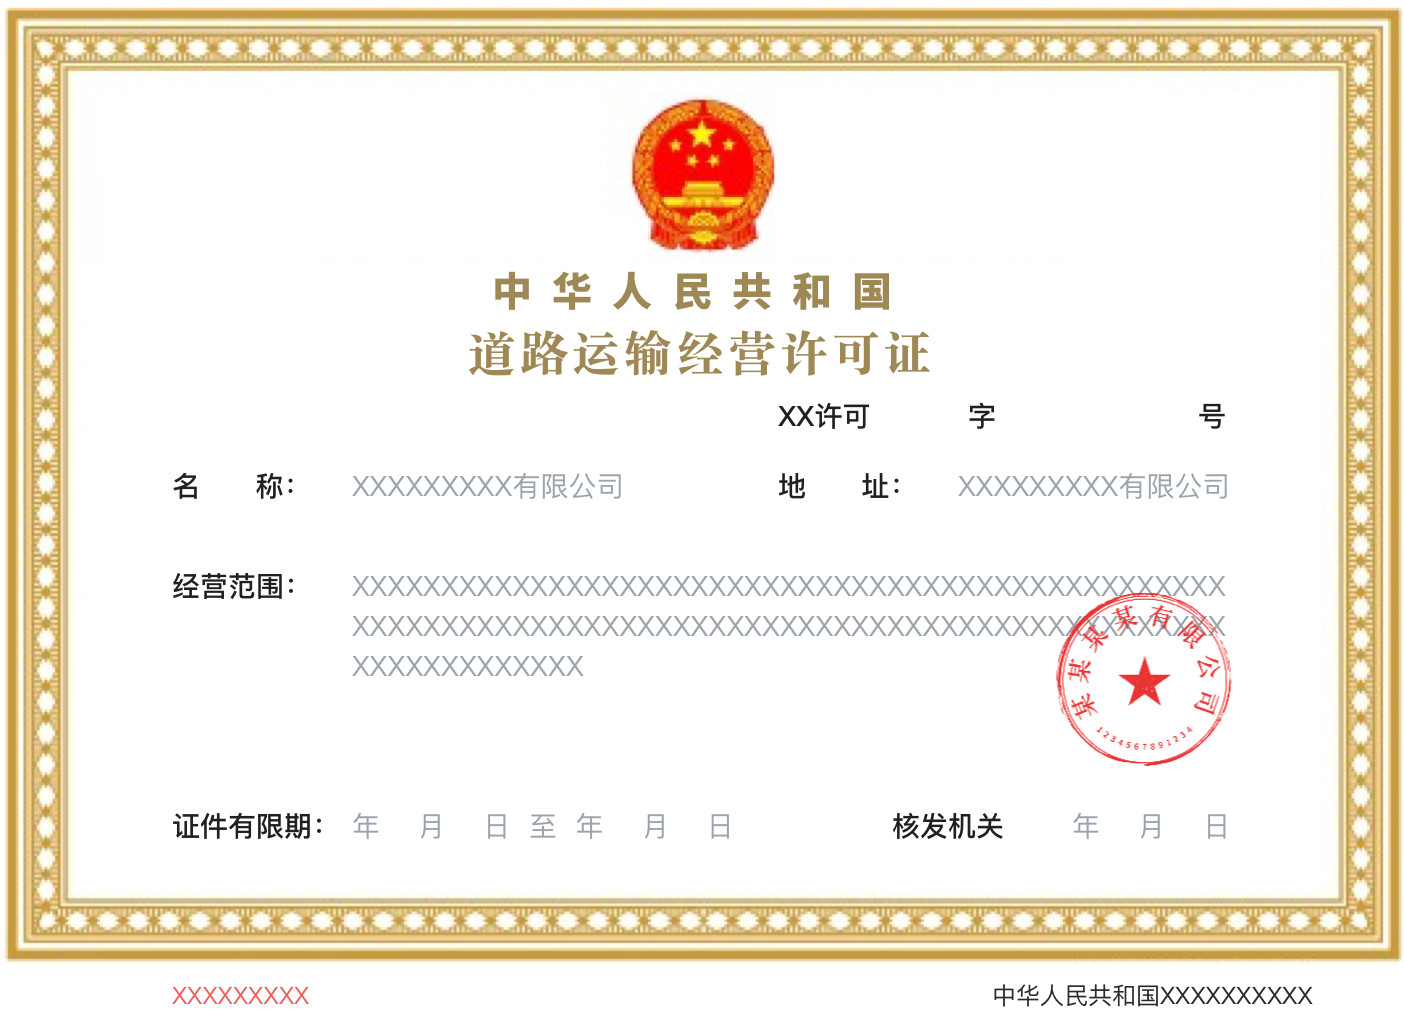 中华人民共和国
道路运输经营许可证
XX许可 字 号
名 称： XXXXXXXXX有限公司 地 址： XXXXXXXXX有限公司
经营范围： XXXXXXXXXXXXXXXXXXXXXXXXXXXXXXXXXXXXXXXXXXXXXXXXX
XXXXXXXXXXXXXXXXXXXXXXXXXXXXXXXXXXXXXXXXXXXXXXXXX
XXXXXXXXXXXXX
某某某某有限公司
1234567891234
证件有限期： 年 月 日 至 年 月 日 核发机关 年 月 日
XXXXXXXXX 中华人民共和国XXXXXXXXXX